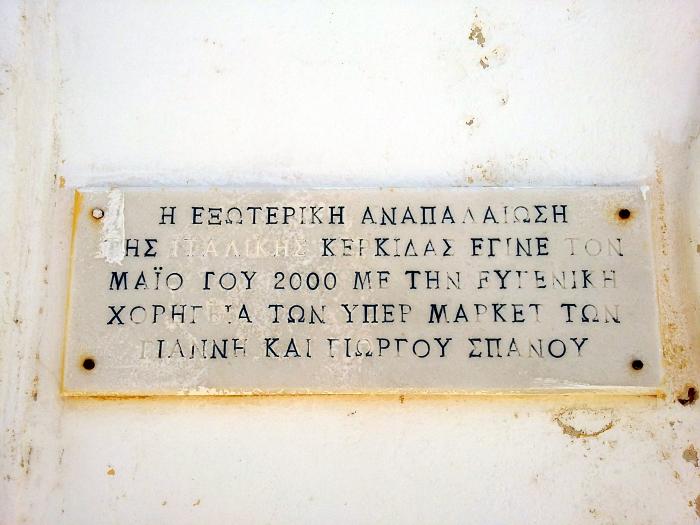 Η ΕΞΩΤΕΡΙΚΗ ΑΝΑΠΑΛΑΙΩΣΗ
ΤΗΣ ΙΤΑΛΙΚΗΣ ΚΕΡΚΙΔΑΣ ΕΓΙΝΕ ΤΟΝ
ΜΑΪΟ ΤΟΥ 2000 ΜΕ ΤΗΝ ΕΥΓΕΝΙΚΗ
ΧΟΡΗΓΕΙΑ ΤΩΝ ΥΠΕΡ ΜΑΡΚΕΤ ΤΩΝ
ΓΙΑΝΝΗ ΚΑΙ ΓΙΩΡΓΟΥ ΣΠΑΝΟΥ